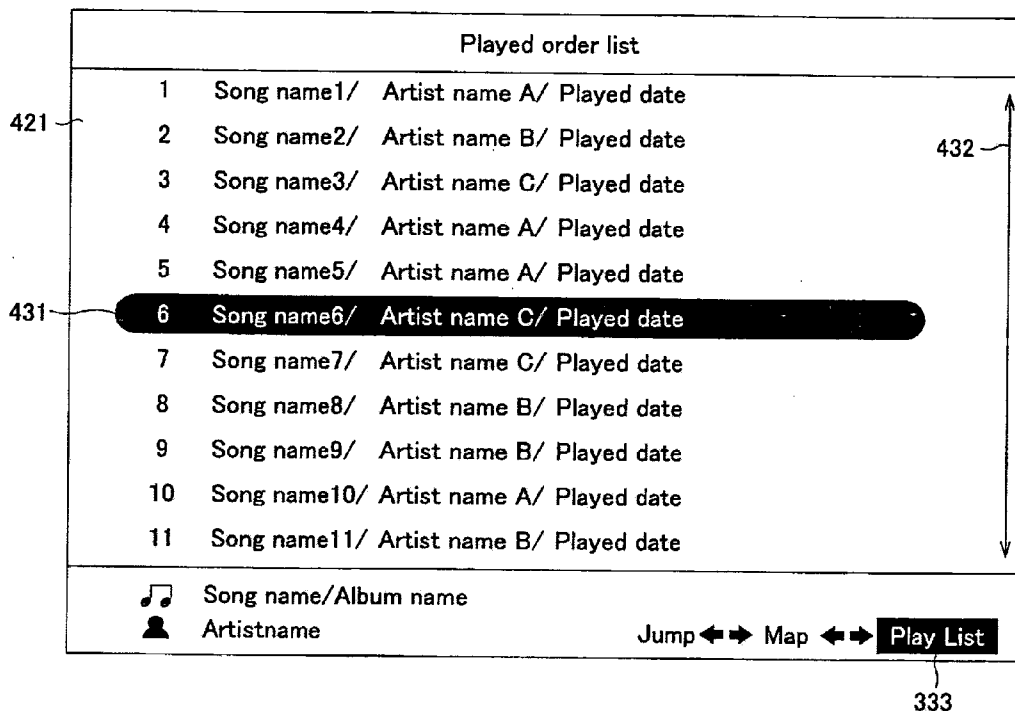 Played order list
1 Song name1/ Artist name A/ Played date
421
2 Song name2/ Artist name B/ Played date
432
3 Song name3/ Artist name C/ Played date
4 Song name4/ Artist name A/ Played date
5 Song name5/ Artist name A/ Played date
431
6 Song name6/ Artist name C/ Played date
7 Song name7/ Artist name C/ Played date
8 Song name8/ Artist name B/ Played date
9 Song name9/ Artist name B/ Played date
10 Song name10/ Artist name A/ Played date
11 Song name11/ Artist name B/ Played date
Song name/Album name
Artistname
Jump Map Play List
333